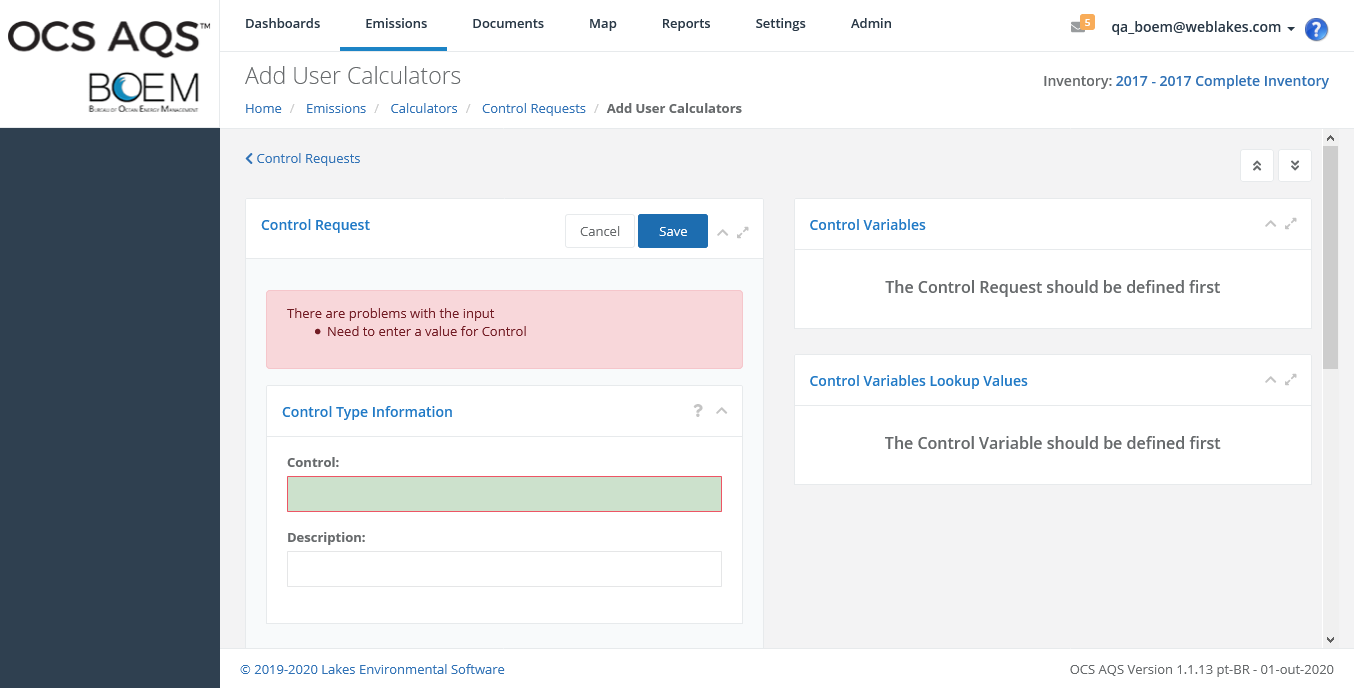 OCS AQS™
BOEM
BUREAU OF OCEAN ENERGY MANAGEMENT
Dashboards Emissions Documents Map Reports Settings Admin
5
qa_boem@weblakes.com
?
Add User Calculators
Inventory: 2017 - 2017 Complete Inventory
Home / Emissions / Calculators / Control Requests / Add User Calculators
Control Requests
Control Request
Cancel
Save
There are problems with the input
• Need to enter a value for Control
Control Type Information
?
Control:
Description:
Control Variables
The Control Request should be defined first
Control Variables Lookup Values
The Control Variable should be defined first
© 2019-2020 Lakes Environmental Software
OCS AQS Version 1.1.13 pt-BR - 01-out-2020